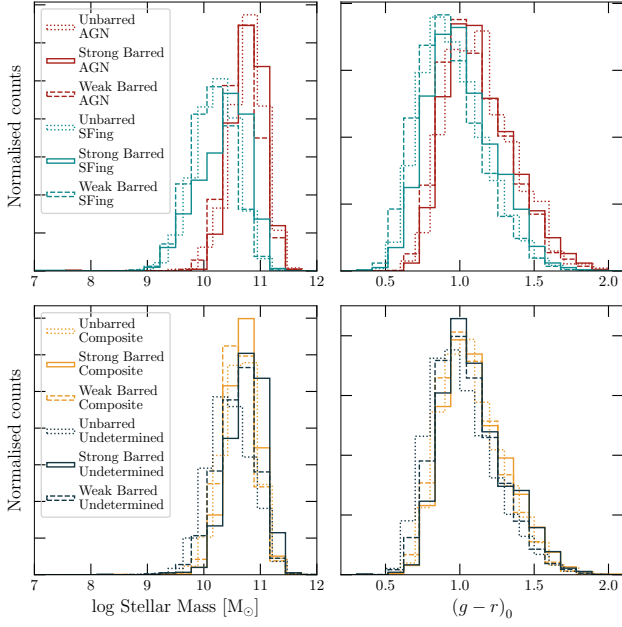 Normalised counts
Unbarred
AGN
Strong Barred
AGN
Weak Barred
AGN
Unbarred
SFing
Strong Barred
SFing
Weak Barred
SFing
7 8 9 10 11 12
0.5 1.0 1.5 2.0
Normalised counts
Unbarred
Composite
Strong Barred
Composite
Weak Barred
Composite
Unbarred
Undetermined
Strong Barred
Undetermined
Weak Barred
Undetermined
7 8 9 10 11 12
log Stellar Mass [M⊙]
0.5 1.0 1.5 2.0
(g − r)₀